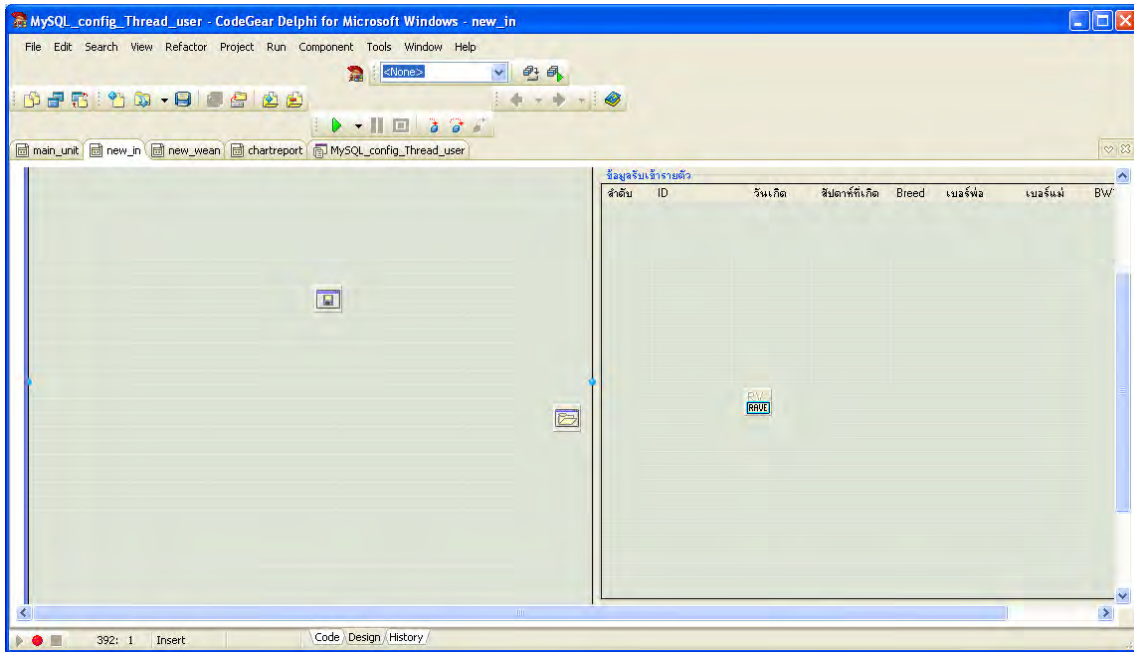 MySQL_config_Thread_user - CodeGear Delphi for Microsoft Windows - new_in
File Edit Search View Refactor Project Run Component Tools Window Help
<None>
main_unit new_in new_wean chartreport MySQL_config_Thread_user
ข้อมูลรับเข้ารายตัว
ลำดับ ID วันเกิด สัปดาห์ที่เกิด Breed เบอร์พ่อ เบอร์แม่ BW
RAVE
392: 1 Insert Code Design History